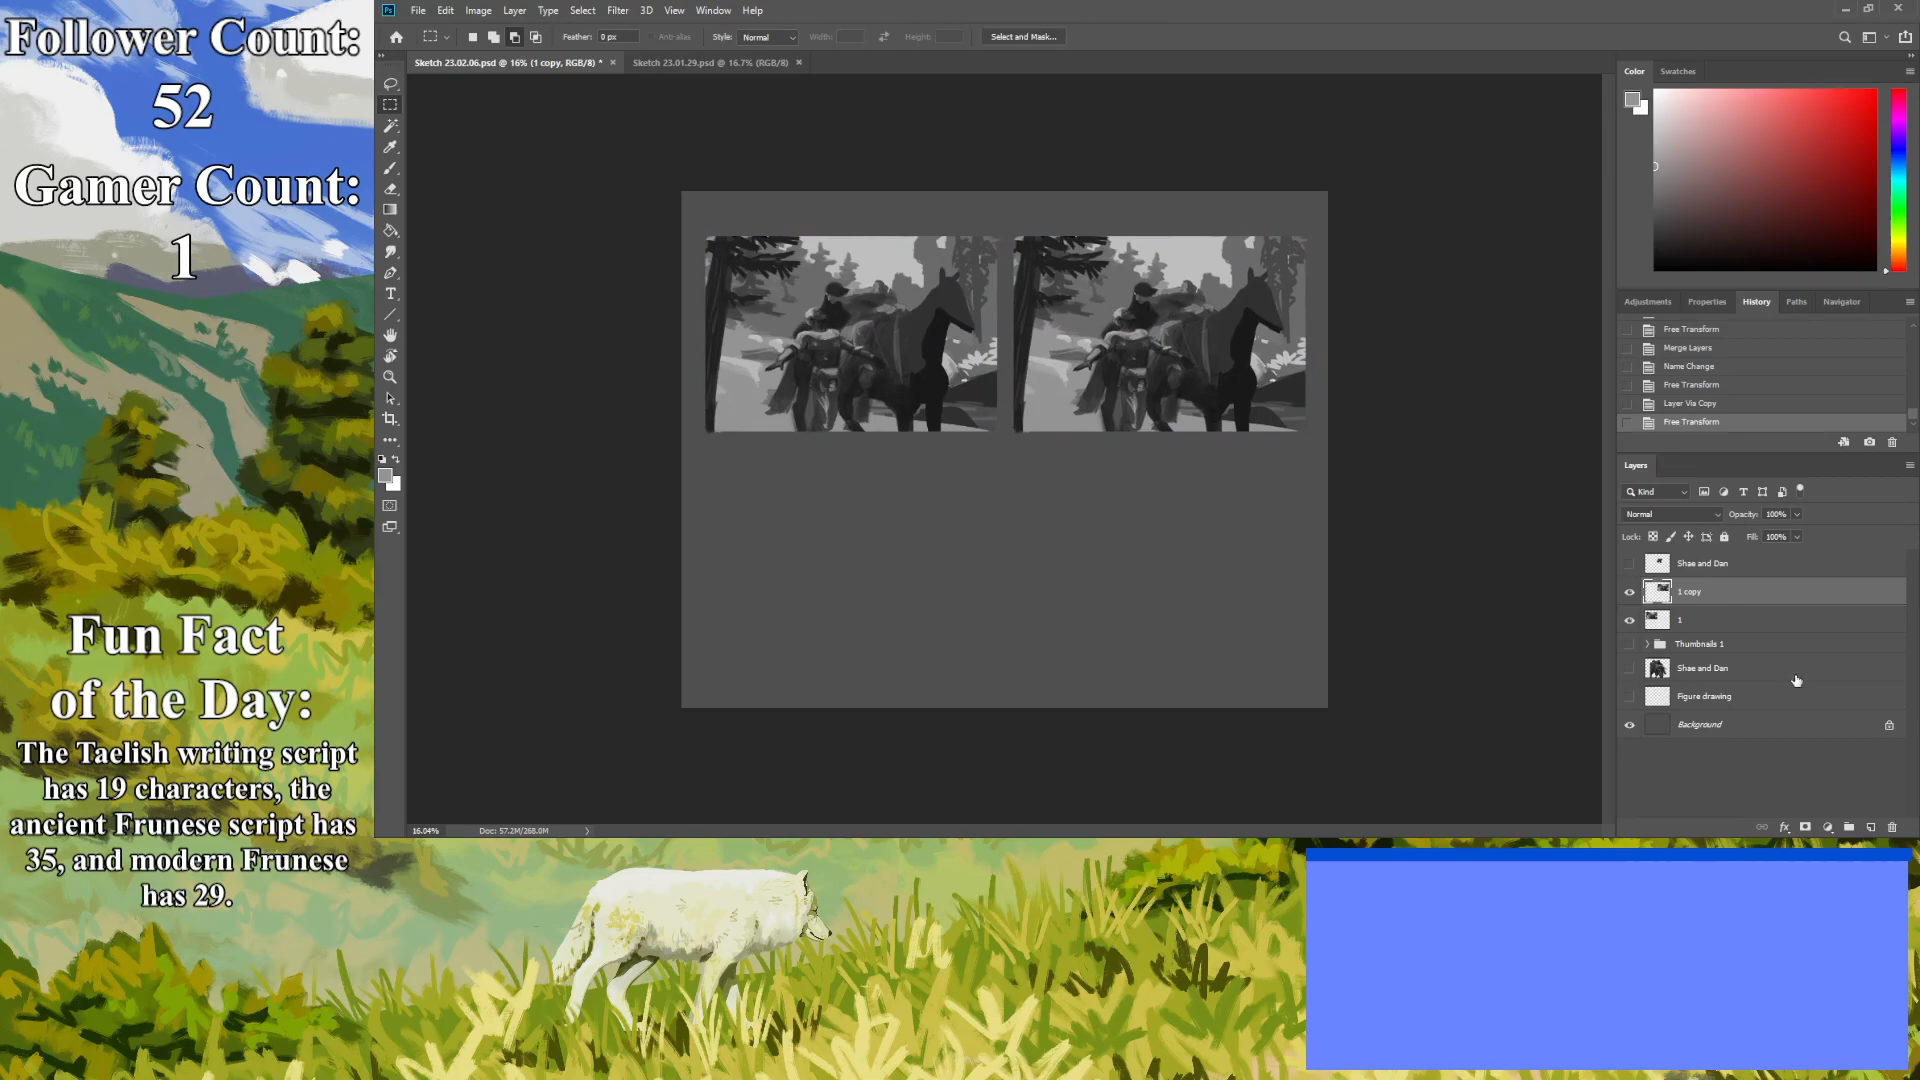 Follower Count:
52
Gamer Count:
1
Fun Fact
of the Day:
The Taelish writing script
has 19 characters, the
ancient Frunese script has
35, and modern Frunese
has 29.
Ps File Edit Image Layer Type Select Filter 3D View Window Help
Feather: 0 px Anti-alias Style: Normal Width: Height: Select and Mask...
Sketch 23.02.06.psd @ 16% (1 copy, RGB/8) * × Sketch 23.01.29.psd @ 16.7% (RGB/8) ×
Color Swatches
Adjustments Properties History Paths Navigator
Free Transform
Merge Layers
Name Change
Free Transform
Layer Via Copy
Free Transform
Layers
Kind
Normal Opacity: 100%
Lock: Fill: 100%
Shae and Dan
1 copy
1
Thumbnails 1
Shae and Dan
Figure drawing
Background
fx
16.04% Doc: 57.2M/268.0M